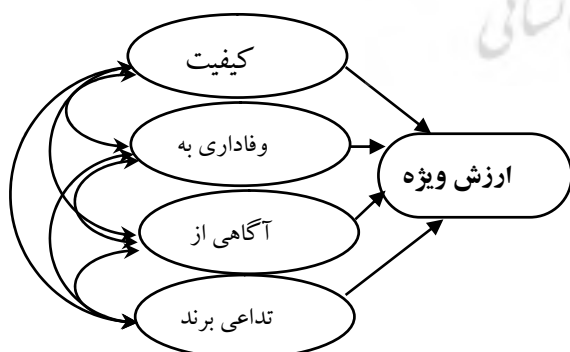 کیفیت
وفاداری به
آگاهی از
تداعی برند
ارزش ویژه